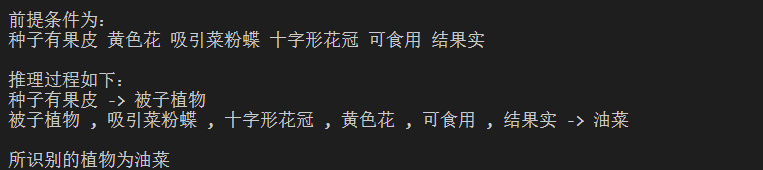 前提条件为:
种子有果皮 黄色花 吸引菜粉蝶 十字形花冠 可食用 结果实
推理过程如下:
种子有果皮 -> 被子植物
被子植物 , 吸引菜粉蝶 , 十字形花冠 , 黄色花 , 可食用 , 结果实 -> 油菜
所识别的植物为油菜